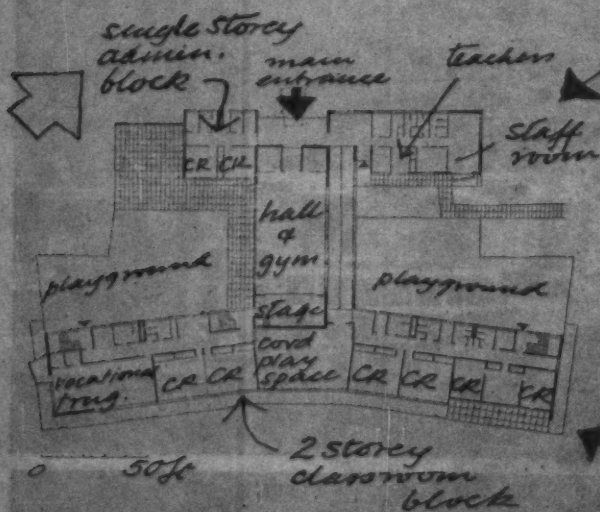 single storey
admin.
block
main
entrance
teachers
staff
room
CR CR
hall
&
gym.
playground
playground
stage
covd
play
space
vocational
trng.
CR CR
CR CR CR CR
0 50ft
2 storey
classroom
block